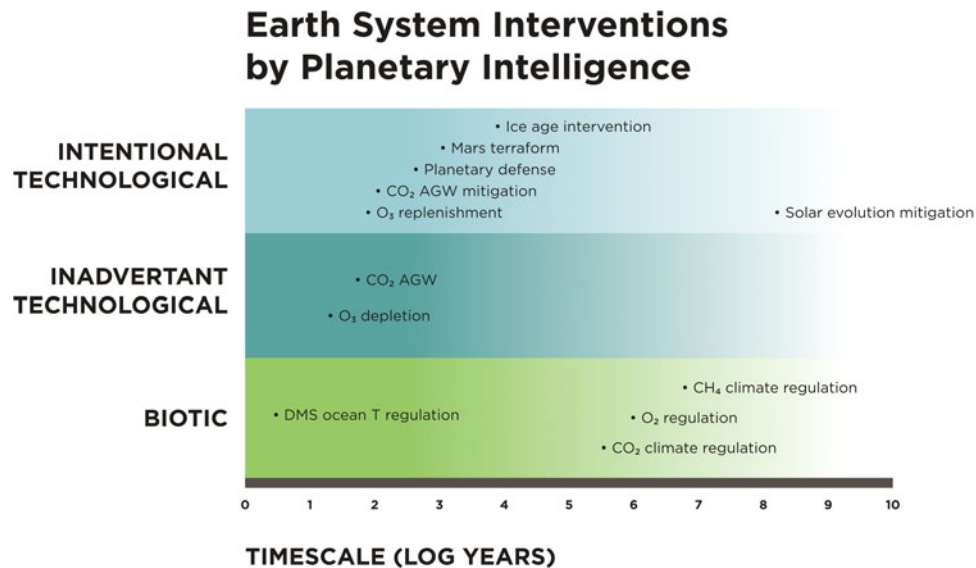 Earth System Interventions
by Planetary Intelligence
INTENTIONAL
TECHNOLOGICAL
• Ice age intervention
• Mars terraform
• Planetary defense
• CO₂ AGW mitigation
• O₃ replenishment
• Solar evolution mitigation
INADVERTANT
TECHNOLOGICAL
• CO₂ AGW
• O₃ depletion
BIOTIC
• CH₄ climate regulation
• DMS ocean T regulation
• O₂ regulation
• CO₂ climate regulation
0 1 2 3 4 5 6 7 8 9 10
TIMESCALE (LOG YEARS)